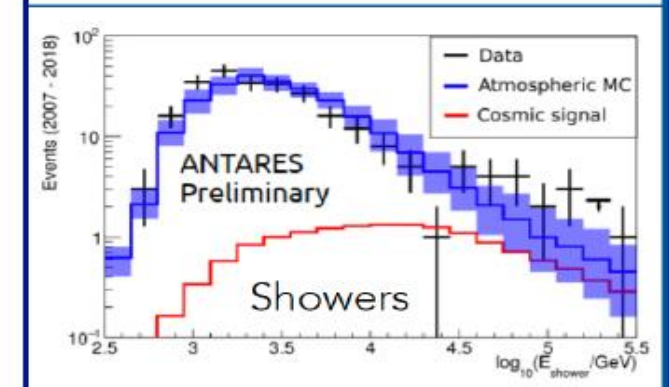 Events (2007 - 2018)
10²
10
1
10⁻¹
Data
Atmospheric MC
Cosmic signal
ANTARES
Preliminary
Showers
2.5 3 3.5 4 4.5 5 5.5
log₁₀(E_shower/GeV)